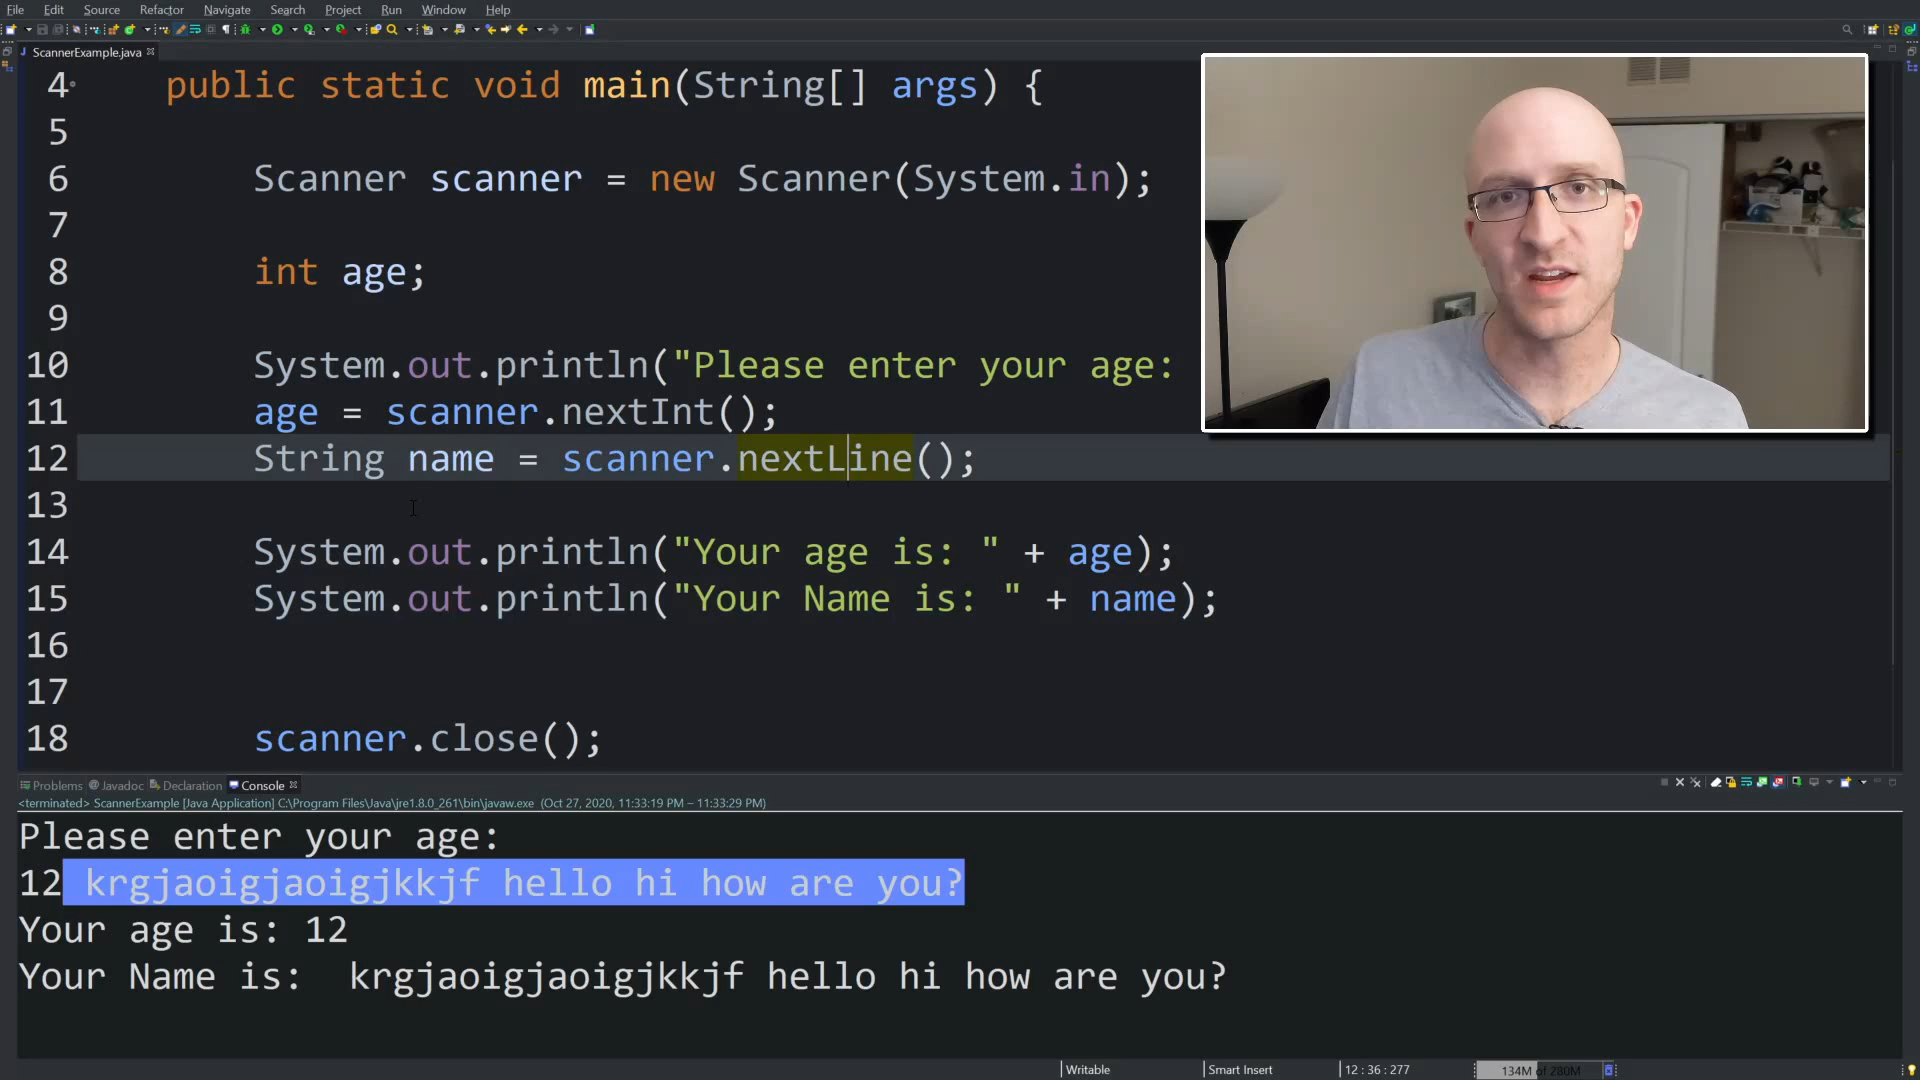 File Edit Source Refactor Navigate Search Project Run Window Help
ScannerExample.java
4 public static void main(String[] args) {
5
6 Scanner scanner = new Scanner(System.in);
7
8 int age;
9
10 System.out.println("Please enter your age:
11 age = scanner.nextInt();
12 String name = scanner.nextLine();
13
14 System.out.println("Your age is: " + age);
15 System.out.println("Your Name is: " + name);
16
17
18 scanner.close();
Problems @ Javadoc Declaration Console
<terminated> ScannerExample [Java Application] C:\Program Files\Java\jre1.8.0_261\bin\javaw.exe (Oct 27, 2020, 11:33:19 PM – 11:33:29 PM)
Please enter your age:
12 krgjaoigjaoigjkkjf hello hi how are you?
Your age is: 12
Your Name is:  krgjaoigjaoigjkkjf hello hi how are you?
Writable Smart Insert 12 : 36 : 277 134M of 280M